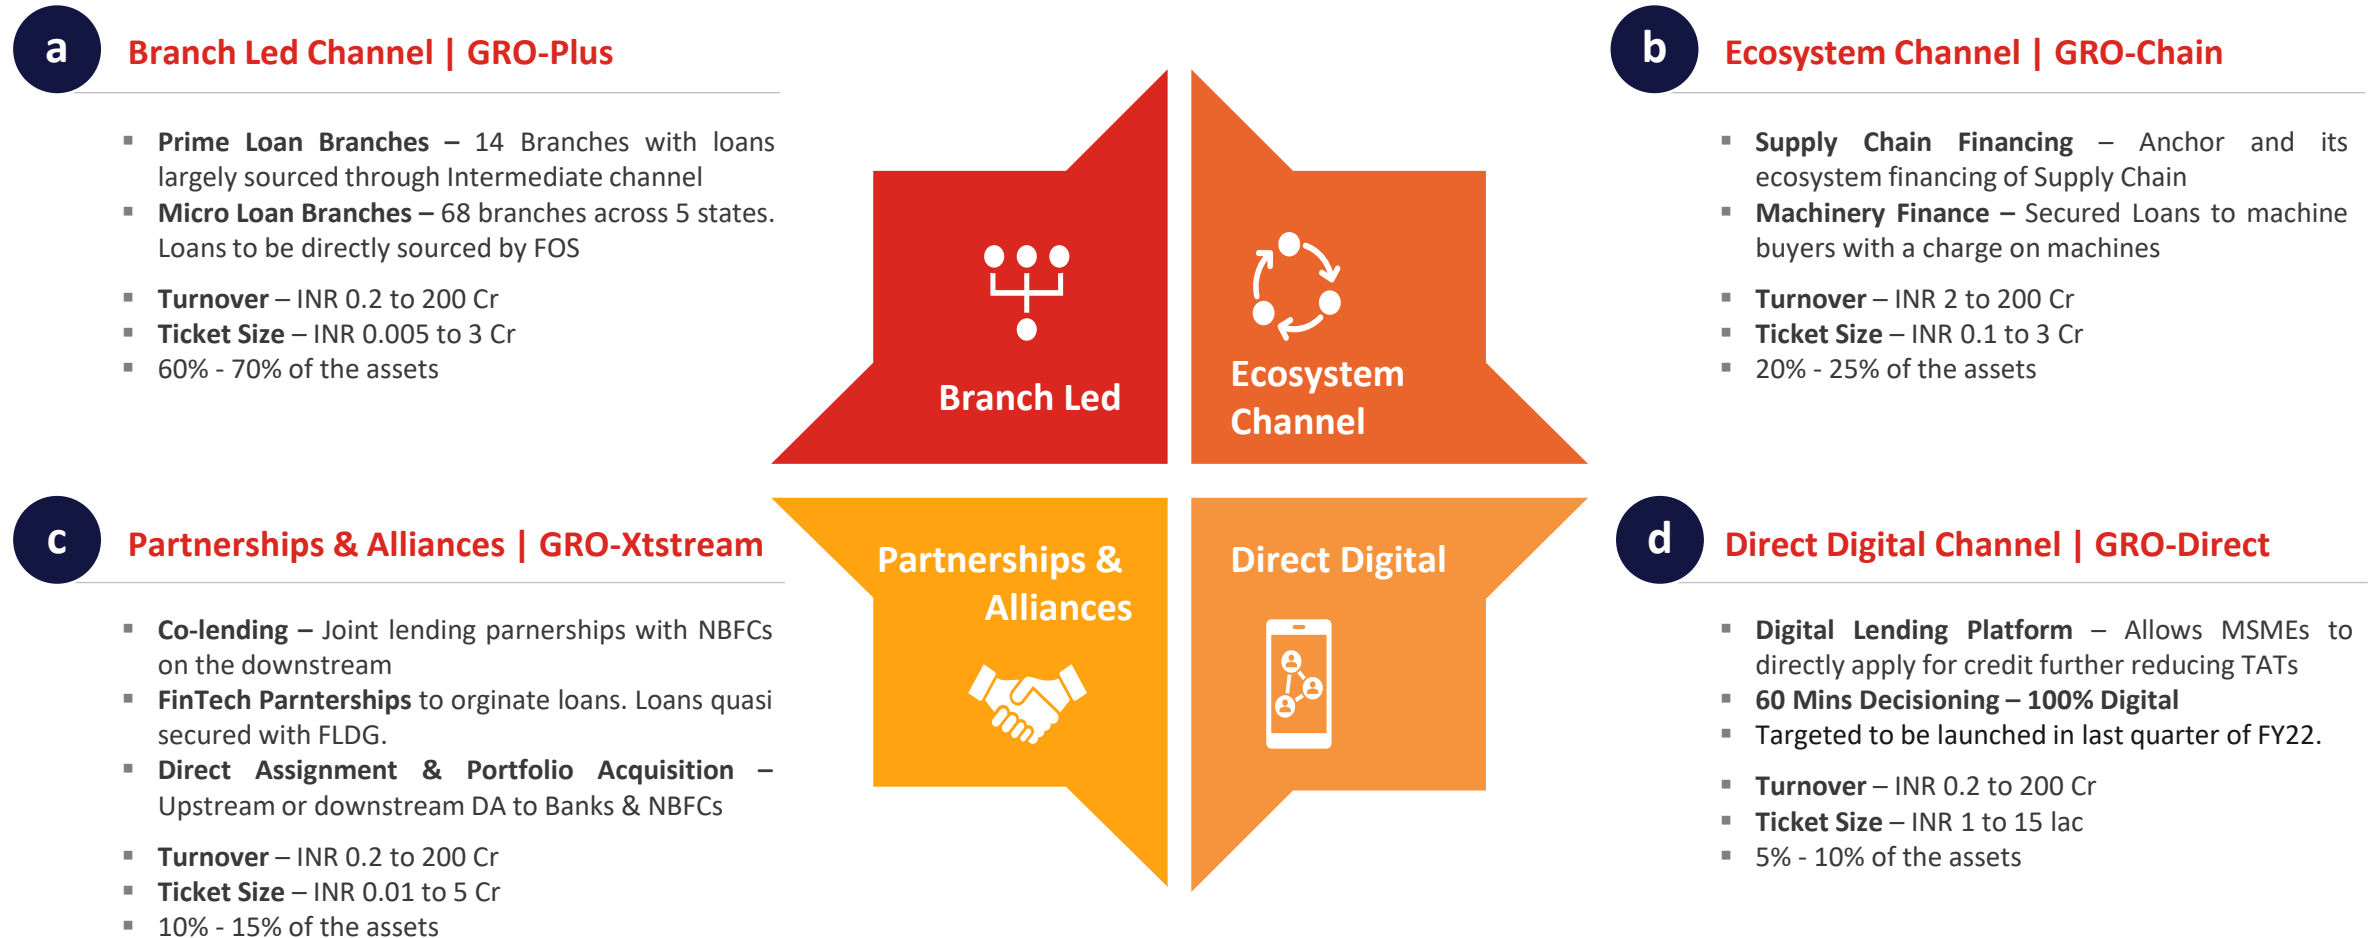 a
Branch Led Channel | GRO-Plus
▪ Prime Loan Branches – 14 Branches with loans
largely sourced through Intermediate channel
▪ Micro Loan Branches – 68 branches across 5 states.
Loans to be directly sourced by FOS
▪ Turnover – INR 0.2 to 200 Cr
▪ Ticket Size – INR 0.005 to 3 Cr
▪ 60% - 70% of the assets
Branch Led
Ecosystem
Channel
b
Ecosystem Channel | GRO-Chain
▪ Supply Chain Financing – Anchor and its
ecosystem financing of Supply Chain
▪ Machinery Finance – Secured Loans to machine
buyers with a charge on machines
▪ Turnover – INR 2 to 200 Cr
▪ Ticket Size – INR 0.1 to 3 Cr
▪ 20% - 25% of the assets
c
Partnerships & Alliances | GRO-Xtstream
▪ Co-lending – Joint lending parnerships with NBFCs
on the downstream
▪ FinTech Parnterships to orginate loans. Loans quasi
secured with FLDG.
▪ Direct Assignment & Portfolio Acquisition –
Upstream or downstream DA to Banks & NBFCs
▪ Turnover – INR 0.2 to 200 Cr
▪ Ticket Size – INR 0.01 to 5 Cr
▪ 10% - 15% of the assets
Partnerships &
Alliances
Direct Digital
d
Direct Digital Channel | GRO-Direct
▪ Digital Lending Platform – Allows MSMEs to
directly apply for credit further reducing TATs
▪ 60 Mins Decisioning – 100% Digital
▪ Targeted to be launched in last quarter of FY22.
▪ Turnover – INR 0.2 to 200 Cr
▪ Ticket Size – INR 1 to 15 lac
▪ 5% - 10% of the assets